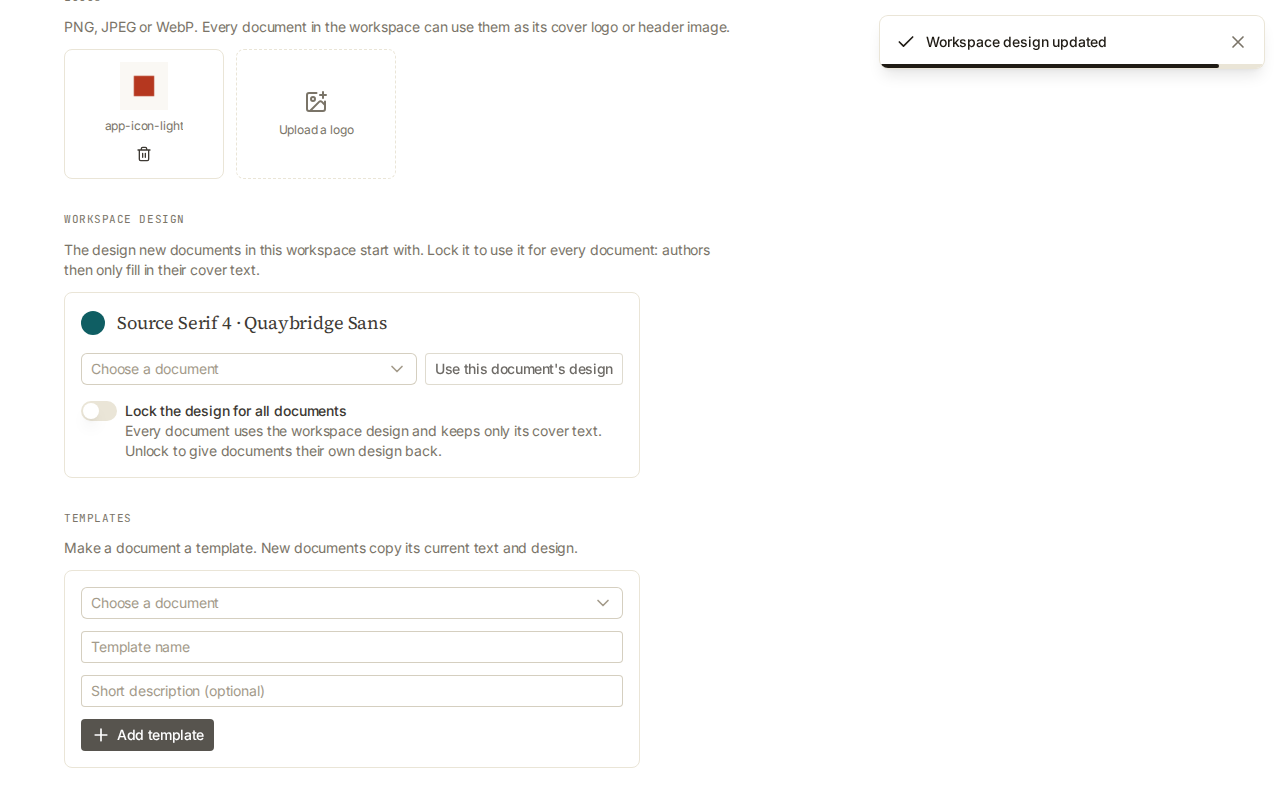 PNG, JPEG or WebP. Every document in the workspace can use them as its cover logo or header image.
Workspace design updated
app-icon-light
Upload a logo
WORKSPACE DESIGN
The design new documents in this workspace start with. Lock it to use it for every document: authors
then only fill in their cover text.
Source Serif 4 · Quaybridge Sans
Choose a document
Use this document's design
Lock the design for all documents
Every document uses the workspace design and keeps only its cover text.
Unlock to give documents their own design back.
TEMPLATES
Make a document a template. New documents copy its current text and design.
Choose a document
Template name
Short description (optional)
Add template